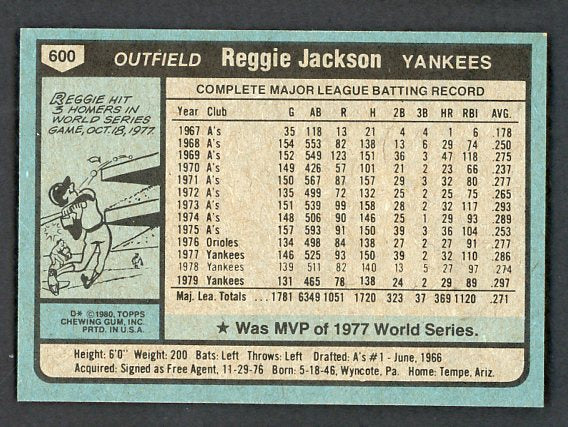 600 OUTFIELD Reggie Jackson YANKEES
REGGIE HIT
3 HOMERS IN
WORLD SERIES
GAME, OCT. 18, 1977.
COMPLETE MAJOR LEAGUE BATTING RECORD
Year Club G AB R H 2B 3B HR RBI AVG.
1967 A's 35 118 13 21 4 4 1 6 .178
1968 A's 154 553 82 138 13 6 29 74 .250
1969 A's 152 549 123 151 36 3 47 118 .275
1970 A's 149 426 57 101 21 2 23 66 .237
1971 A's 150 567 87 157 29 3 32 80 .277
1972 A's 135 499 72 132 25 2 25 75 .265
1973 A's 151 539 99 158 28 2 32 117 .293
1974 A's 148 506 90 146 25 1 29 93 .289
1975 A's 157 593 91 150 39 3 36 104 .253
1976 Orioles 134 498 84 138 27 2 27 91 .277
1977 Yankees 146 525 93 150 39 2 32 110 .286
1978 Yankees 139 511 82 140 13 5 27 97 .274
1979 Yankees 131 465 78 138 24 2 29 89 .297
Maj. Lea. Totals ... 1781 6349 1051 1720 323 37 369 1120 .271
★ Was MVP of 1977 World Series.
D* © 1980, TOPPS
CHEWING GUM, INC.
PRTD. IN U.S.A.
Height: 6'0" Weight: 200 Bats: Left Throws: Left Drafted: A's #1 - June, 1966
Acquired: Signed as Free Agent, 11-29-76 Born: 5-18-46, Wyncote, Pa. Home: Tempe, Ariz.